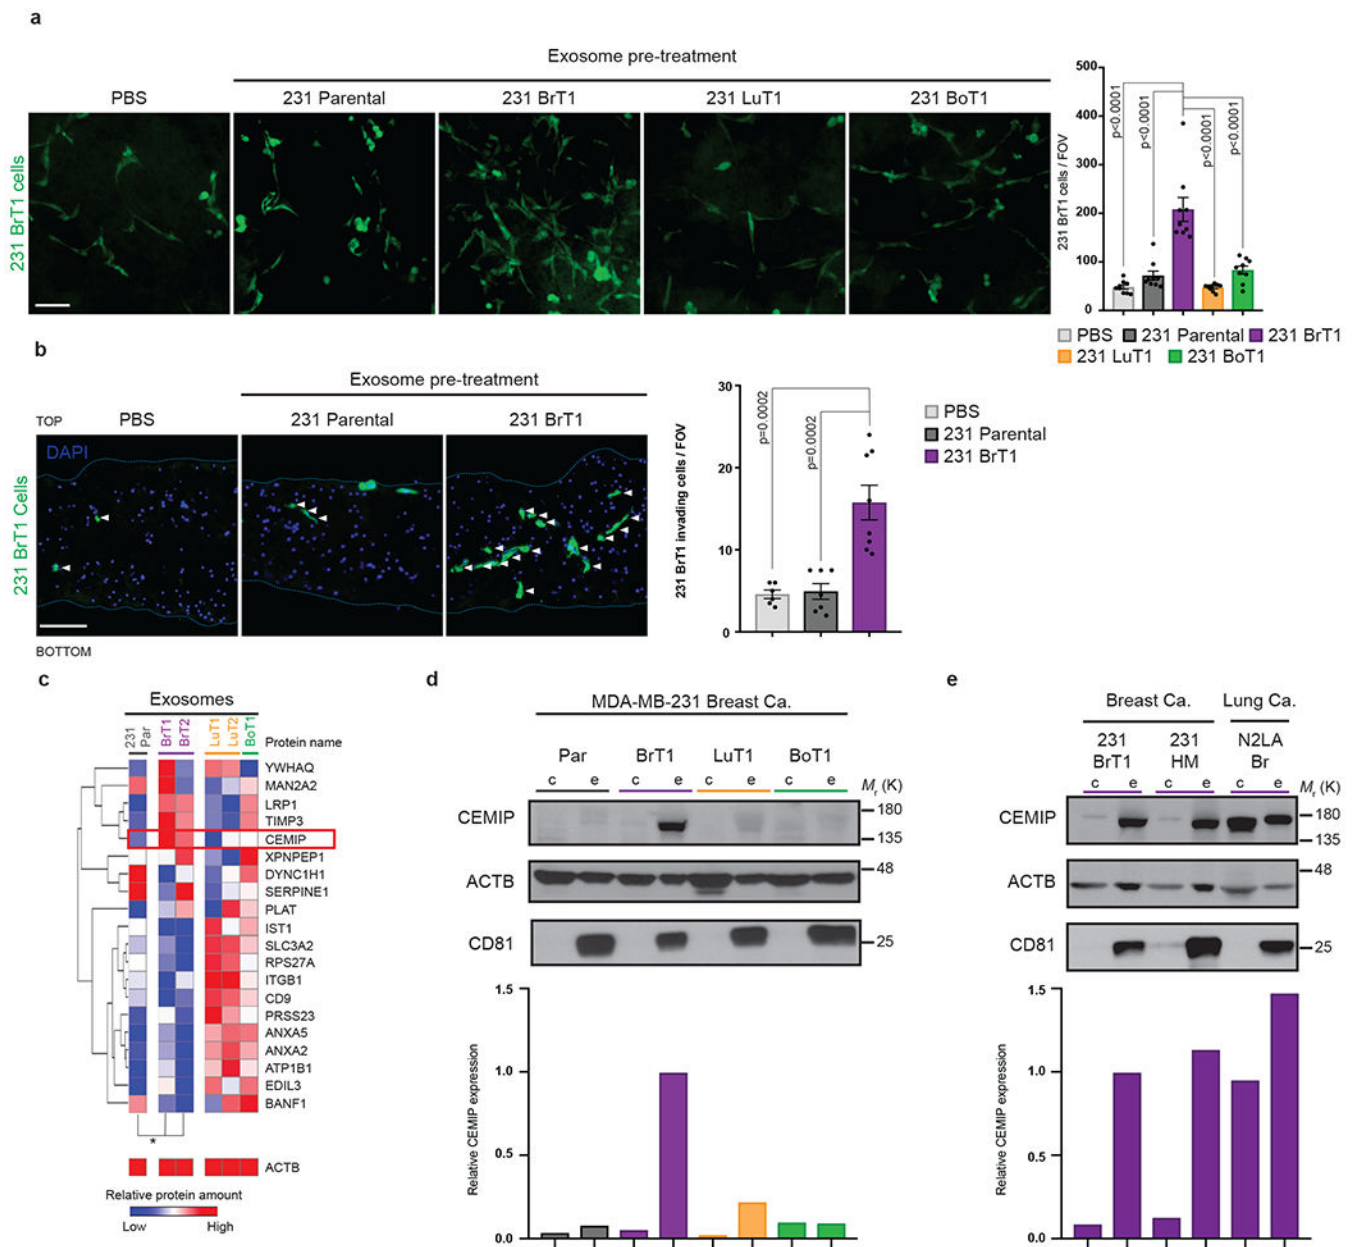 a
Exosome pre-treatment
PBS
231 Parental
231 BrT1
231 LuT1
231 BoT1
231 BrT1 cells
231 BrT1 cells / FOV
500
400
300
200
100
0
p<0.0001
p<0.0001
p<0.0001
p<0.0001
PBS 231 Parental 231 BrT1
231 LuT1 231 BoT1
b
Exosome pre-treatment
TOP
PBS
231 Parental
231 BrT1
DAPI
231 BrT1 Cells
BOTTOM
231 BrT1 invading cells / FOV
30
20
10
0
p=0.0002
p=0.0002
PBS
231 Parental
231 BrT1
c
Exosomes
231 Par
BrT1
BrT2
LuT1
LuT2
BoT1
Protein name
YWHAQ
MAN2A2
LRP1
TIMP3
CEMIP
XPNPEP1
DYNC1H1
SERPINE1
PLAT
IST1
SLC3A2
RPS27A
ITGB1
CD9
PRSS23
ANXA5
ANXA2
ATP1B1
EDIL3
BANF1
*
ACTB
Relative protein amount
Low High
d
MDA-MB-231 Breast Ca.
Par BrT1 LuT1 BoT1
c e c e c e c e
Mr (K)
CEMIP
180
135
ACTB
48
CD81
25
Relative CEMIP expression
1.5
1.0
0.5
0.0
e
Breast Ca. Lung Ca.
231 231 N2LA
BrT1 HM Br
c e c e c e
Mr (K)
CEMIP
180
135
ACTB
48
CD81
25
Relative CEMIP expression
1.5
1.0
0.5
0.0